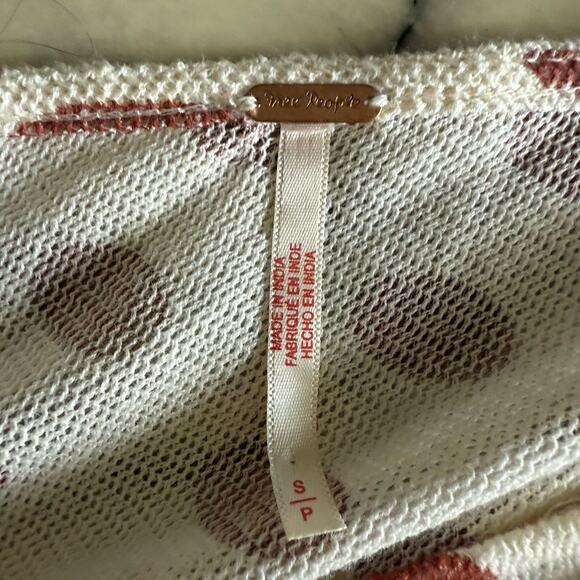 Free People
MADE IN INDIA
FABRIQUÉ EN INDE
HECHO EN INDIA
S/P